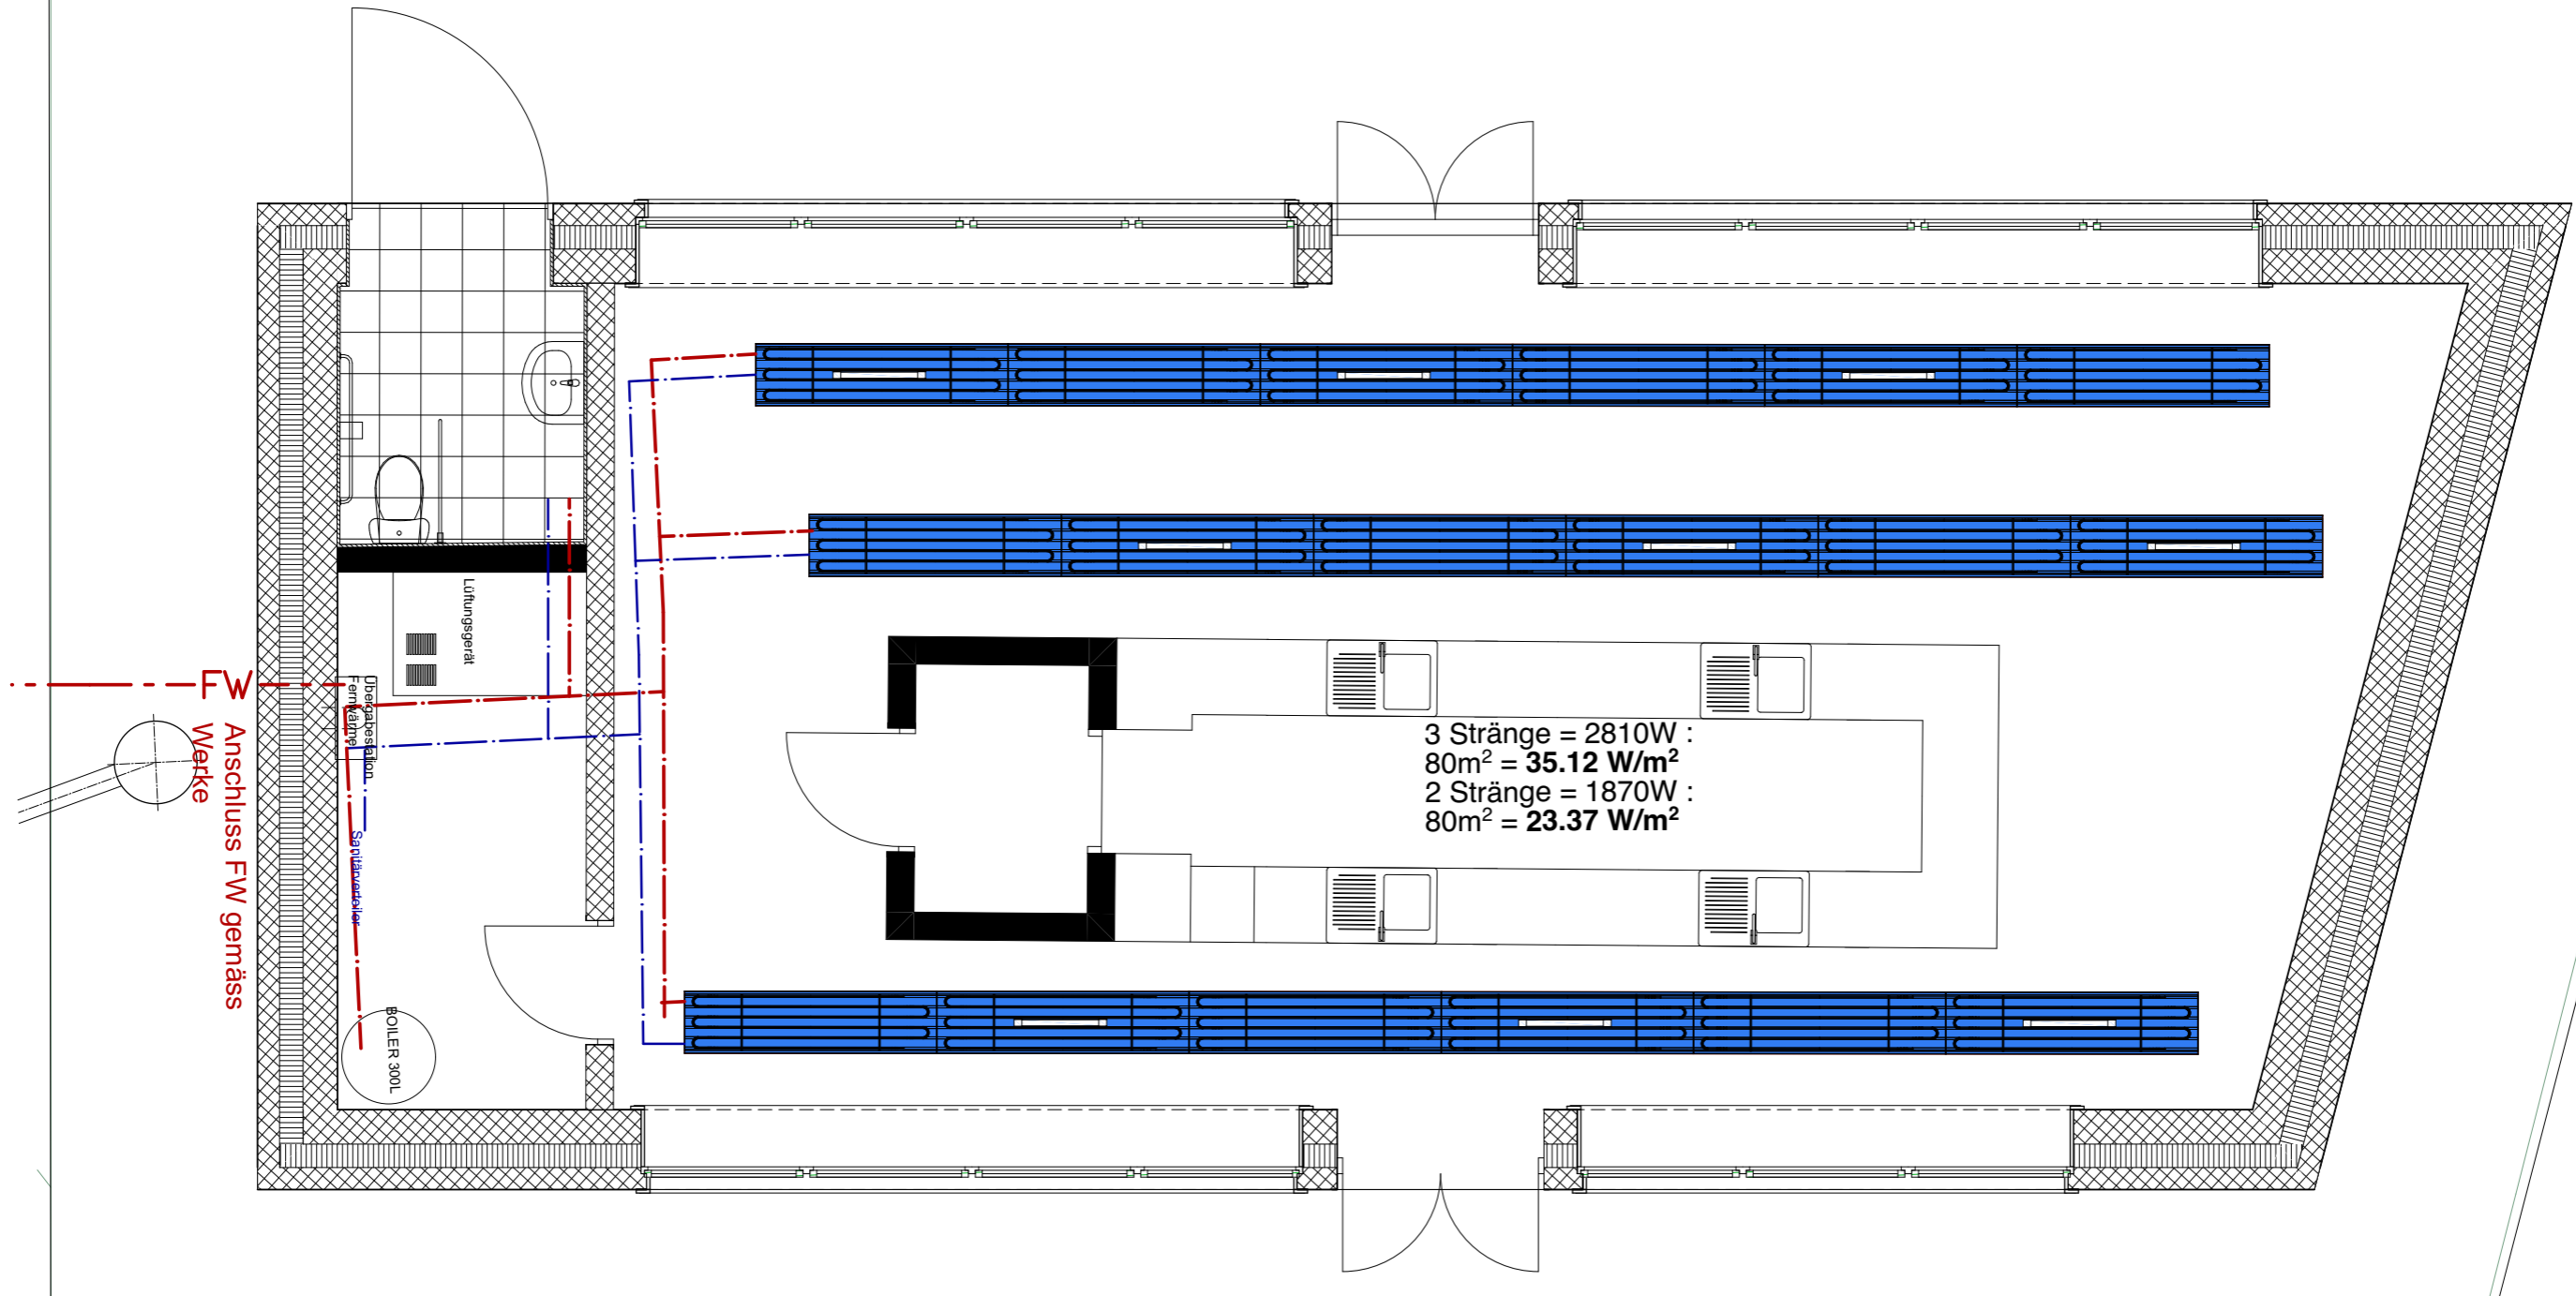 Lüftungsgerät
FW
Übergabestation
Fernwärme
Anschluss FW gemäss
Werke
Sanitärverteiler
BOILER 300L
3 Stränge = 2810W :
80m² = 35.12 W/m²
2 Stränge = 1870W :
80m² = 23.37 W/m²